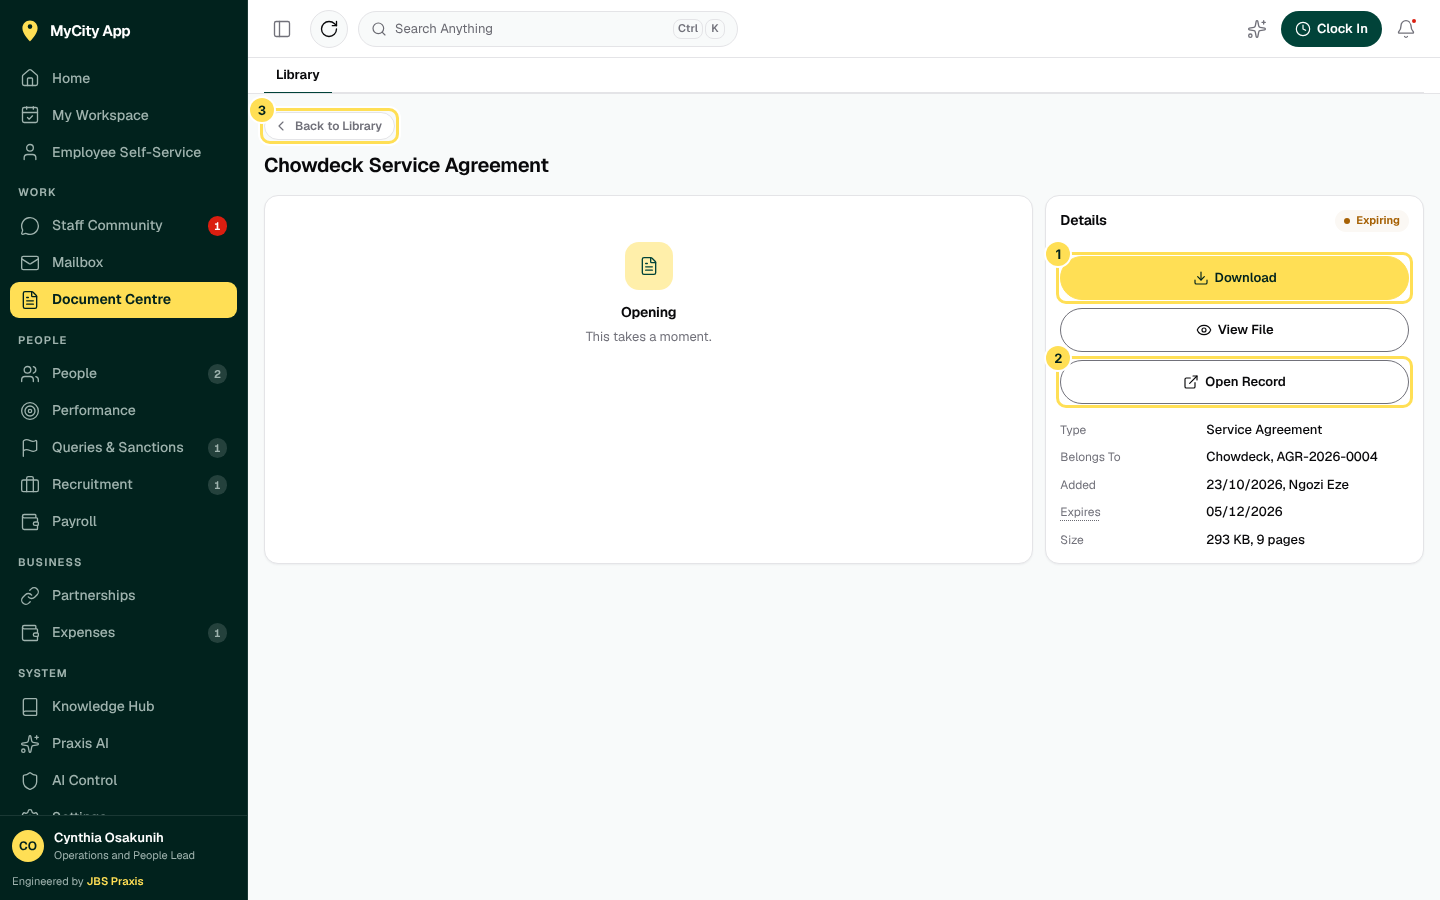 MyCity App
Search Anything
Ctrl K
Clock In
Home
My Workspace
Employee Self-Service
WORK
Staff Community 1
Mailbox
Document Centre
PEOPLE
People 2
Performance
Queries & Sanctions 1
Recruitment 1
Payroll
BUSINESS
Partnerships
Expenses 1
SYSTEM
Knowledge Hub
Praxis AI
AI Control
CO
Cynthia Osakunih
Operations and People Lead
Engineered by JBS Praxis
Library
3
Back to Library
Chowdeck Service Agreement
Opening
This takes a moment.
Details
Expiring
1
Download
View File
2
Open Record
Type Service Agreement
Belongs To Chowdeck, AGR-2026-0004
Added 23/10/2026, Ngozi Eze
Expires 05/12/2026
Size 293 KB, 9 pages